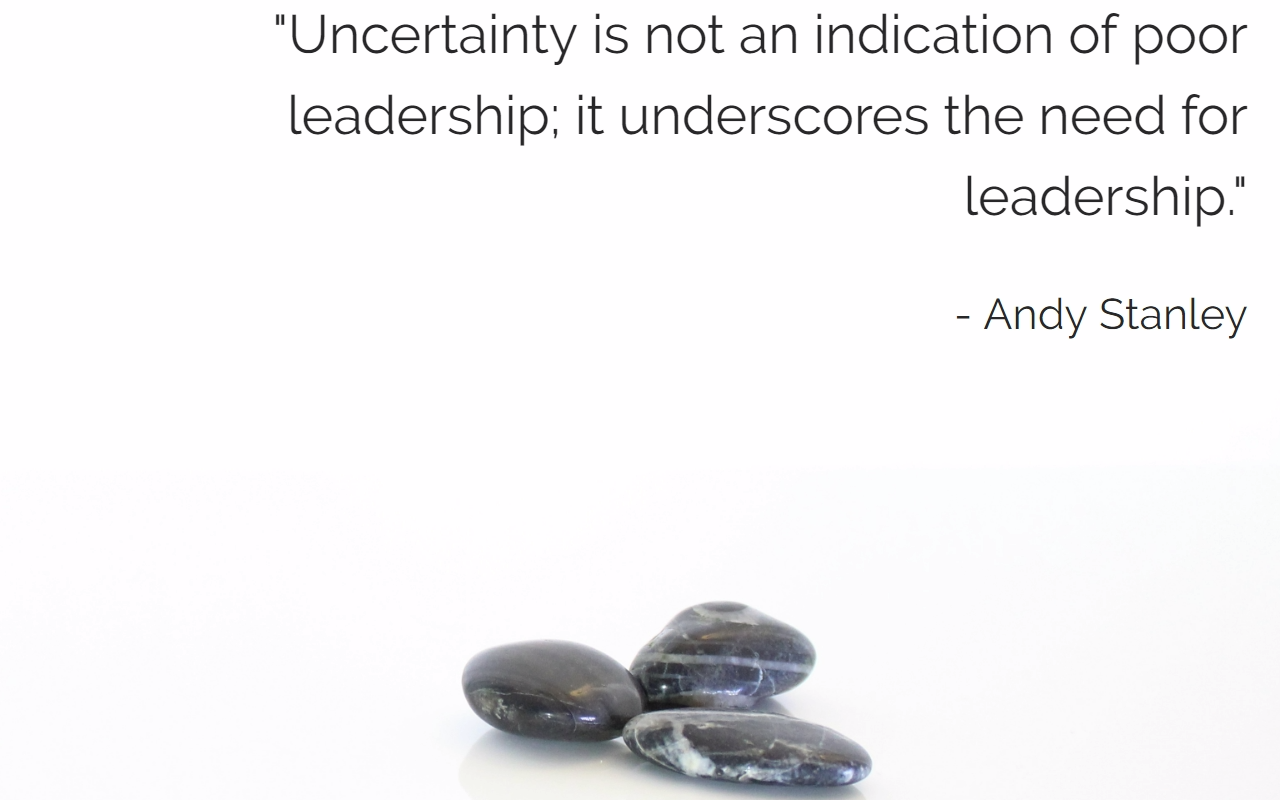 "Uncertainty is not an indication of poor
leadership; it underscores the need for
leadership."
- Andy Stanley